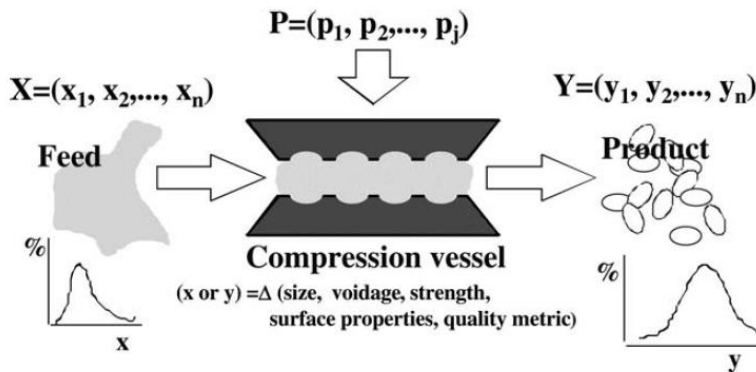 P=(p₁, p₂,..., pⱼ)
X=(x₁, x₂,..., xₙ)
Y=(y₁, y₂,..., yₙ)
Feed
Product
Compression vessel
(x or y) =Δ (size, voidage, strength,
surface properties, quality metric)
%
x
%
y